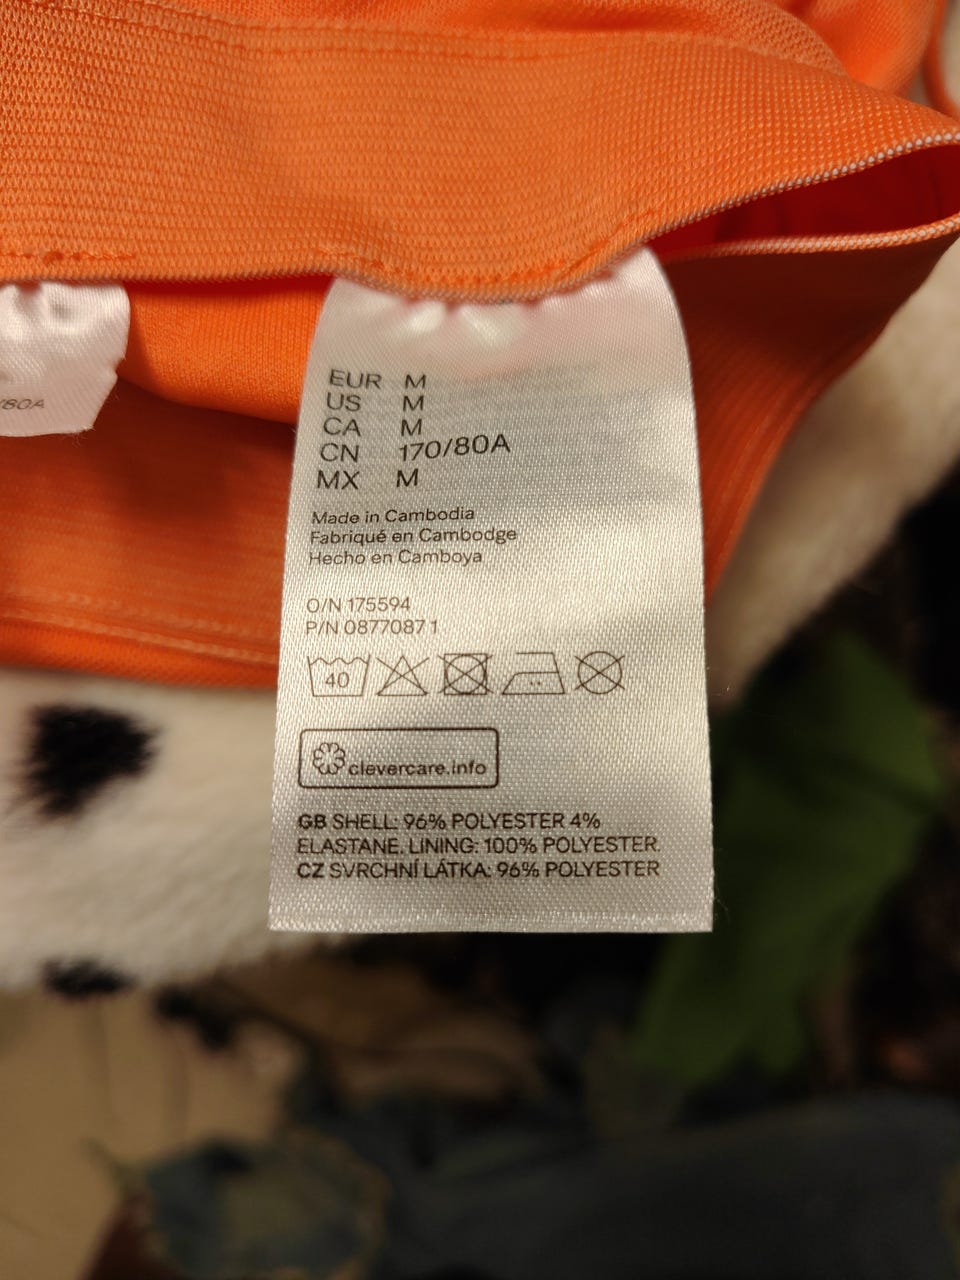 EUR M
US M
CA M
CN 170/80A
MX M
Made in Cambodia
Fabriqué en Cambodge
Hecho en Camboya
O/N 175594
P/N 08770871
40
clevercare.info
GB SHELL: 96% POLYESTER 4%
ELASTANE. LINING: 100% POLYESTER.
CZ SVRCHNÍ LÁTKA: 96% POLYESTER
/80A